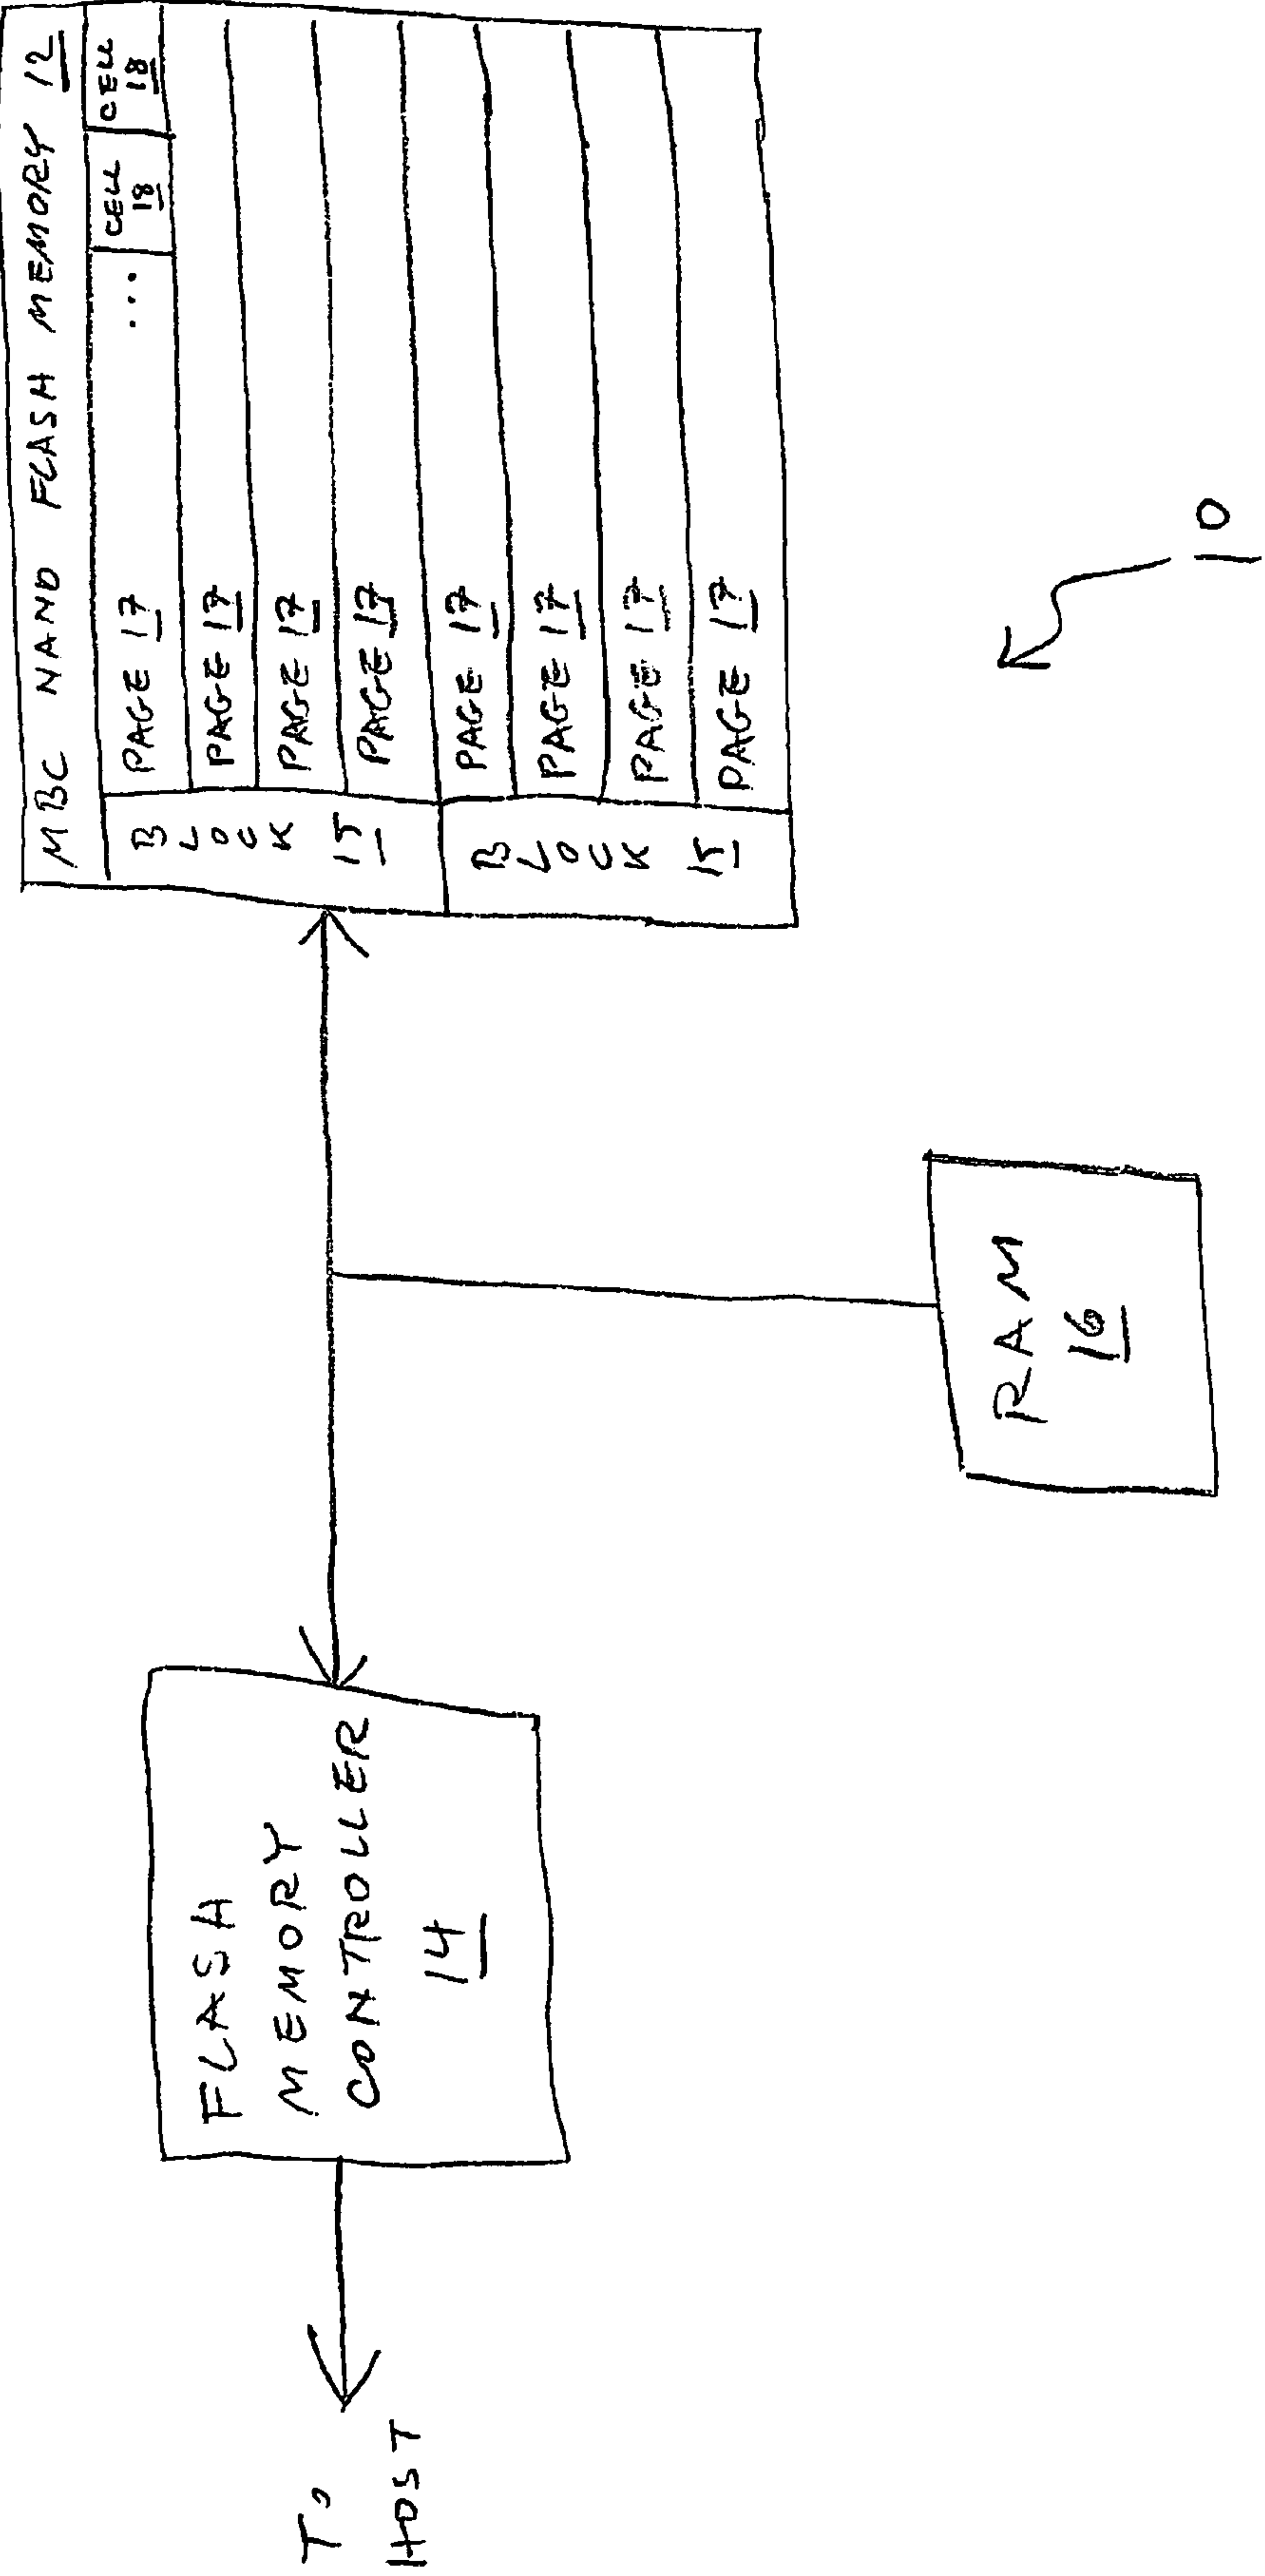 MBC NAND FLASH MEMORY 12
BLOCK 15
PAGE 17 ... CELL 18 CELL 18
PAGE 17
PAGE 17
PAGE 17
BLOCK 15
PAGE 17
PAGE 17
PAGE 17
PAGE 17
FLASH
MEMORY
CONTROLLER
14
TO
HOST
RAM
16
10